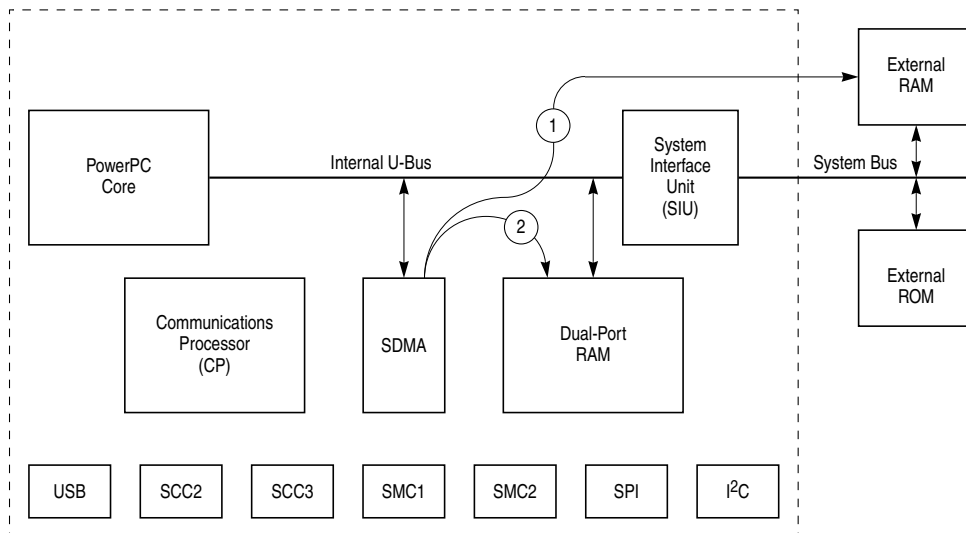 External
RAM
1
PowerPC
Core
Internal U-Bus
System
Interface
Unit
(SIU)
System Bus
2
Communications
Processor
(CP)
SDMA
Dual-Port
RAM
External
ROM
USB
SCC2
SCC3
SMC1
SMC2
SPI
I²C